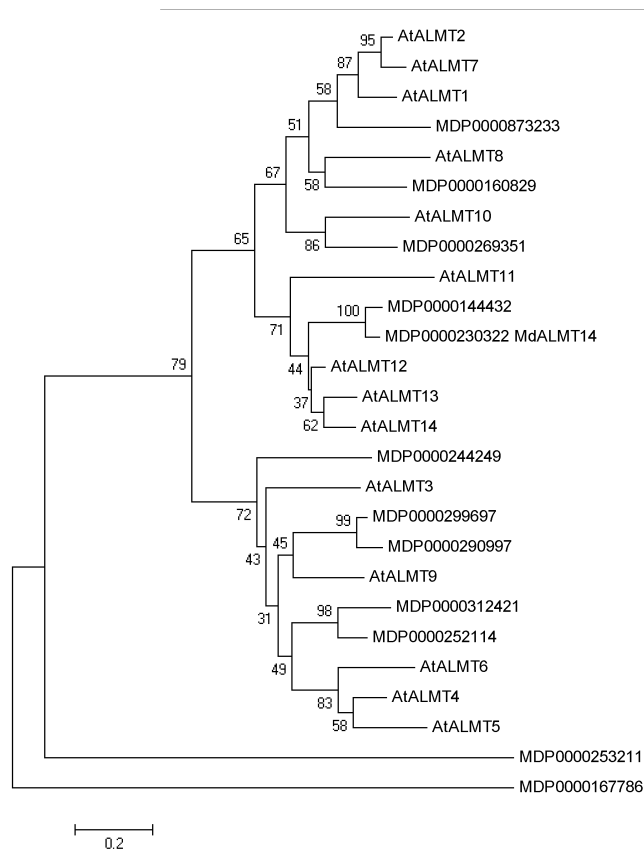 95 AtALMT2
87 AtALMT7
58 AtALMT1
51 MDP0000873233
AtALMT8
67 58 MDP0000160829
AtALMT10
65 86 MDP0000269351
AtALMT11
100 MDP0000144432
71 MDP0000230322 MdALMT14
79 44 AtALMT12
37 AtALMT13
62 AtALMT14
MDP0000244249
72 AtALMT3
99 MDP0000299697
43 45 MDP0000290997
AtALMT9
31 98 MDP0000312421
MDP0000252114
49 AtALMT6
83 AtALMT4
58 AtALMT5
MDP0000253211
MDP0000167786
0.2